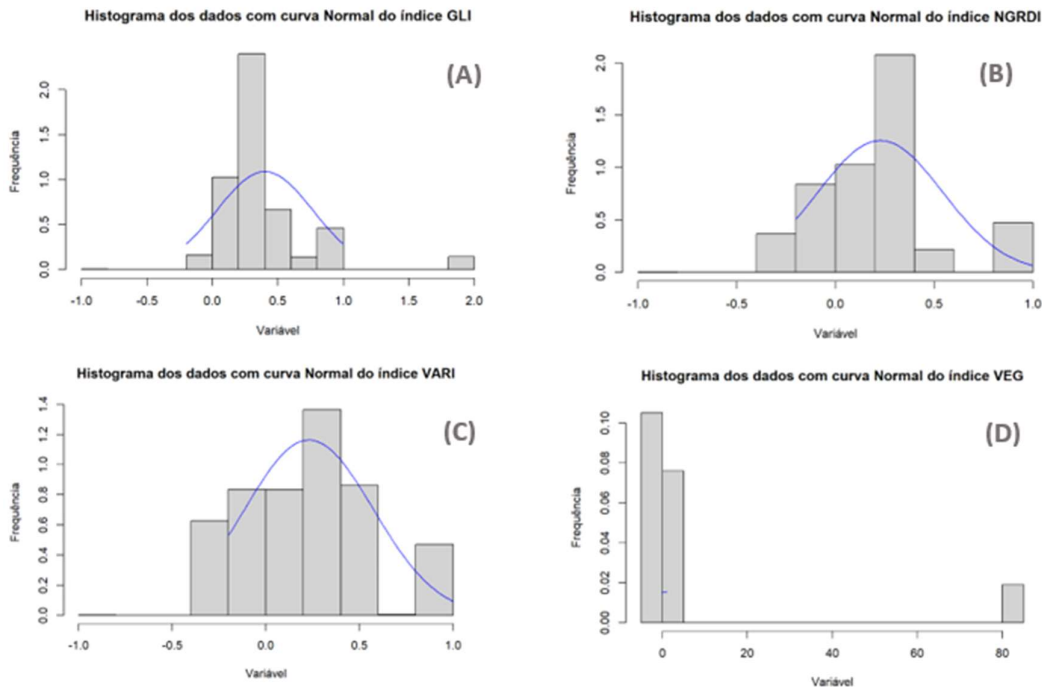 Histograma dos dados com curva Normal do índice GLI
(A)
Frequência
0.0 0.5 1.0 1.5 2.0
-1.0 -0.5 0.0 0.5 1.0 1.5 2.0
Variável
Histograma dos dados com curva Normal do índice NGRDI
(B)
Frequência
0.0 0.5 1.0 1.5 2.0
-1.0 -0.5 0.0 0.5 1.0
Variável
Histograma dos dados com curva Normal do índice VARI
(C)
Frequência
0.0 0.2 0.4 0.6 0.8 1.0 1.2 1.4
-1.0 -0.5 0.0 0.5 1.0
Variável
Histograma dos dados com curva Normal do índice VEG
(D)
Frequência
0.00 0.02 0.04 0.06 0.08 0.10
0 20 40 60 80
Variável